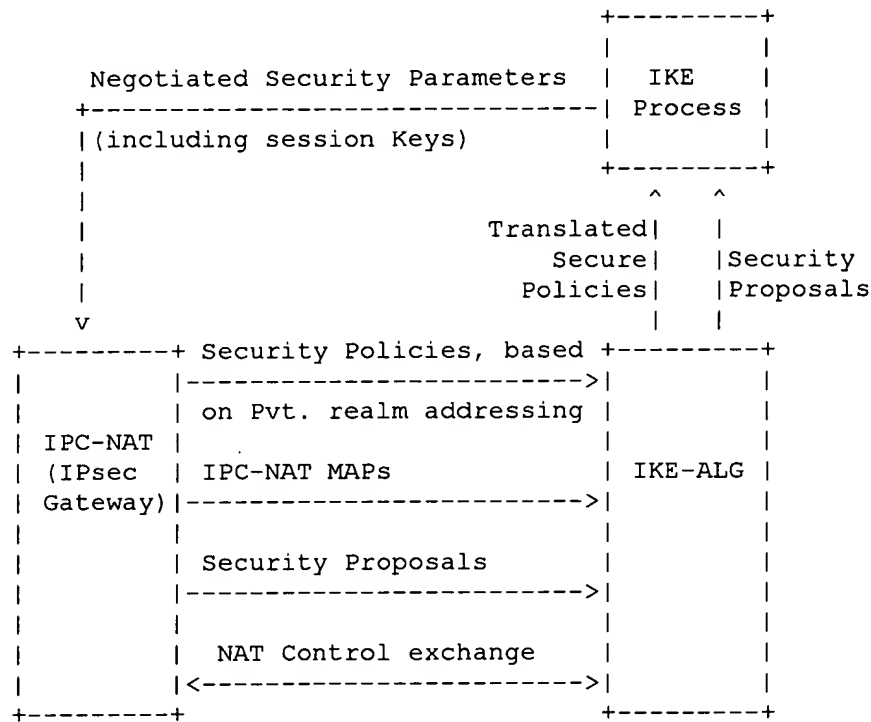 Negotiated Security Parameters
IKE
Process
(including session Keys)
Translated
Secure
Policies
Security
Proposals
Security Policies, based
on Pvt. realm addressing
IPC-NAT
(IPsec
Gateway)
IPC-NAT MAPs
IKE-ALG
Security Proposals
NAT Control exchange